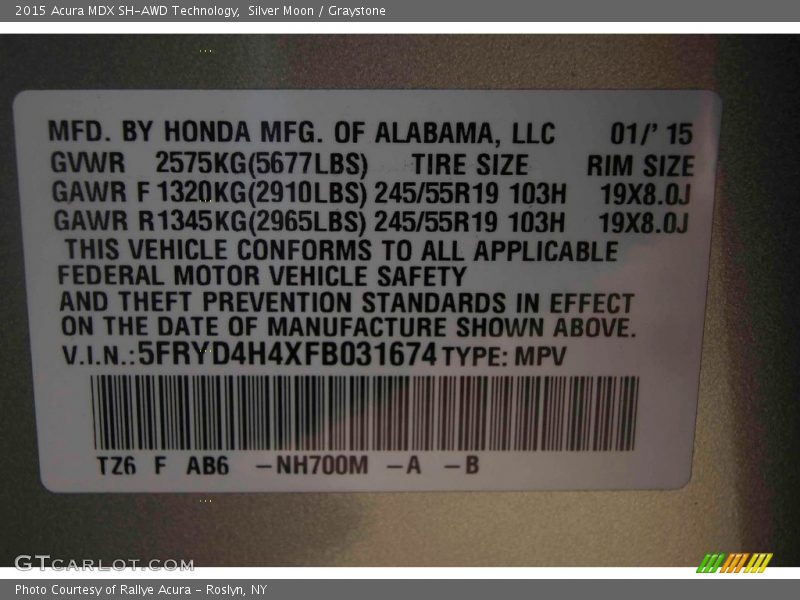 2015 Acura MDX SH-AWD Technology,  Silver Moon / Graystone
MFD. BY HONDA MFG. OF ALABAMA, LLC 01/' 15
GVWR 2575KG(5677LBS) TIRE SIZE RIM SIZE
GAWR F 1320KG(2910LBS) 245/55R19 103H 19X8.0J
GAWR R1345KG(2965LBS) 245/55R19 103H 19X8.0J
THIS VEHICLE CONFORMS TO ALL APPLICABLE
FEDERAL MOTOR VEHICLE SAFETY
AND THEFT PREVENTION STANDARDS IN EFFECT
ON THE DATE OF MANUFACTURE SHOWN ABOVE.
V.I.N.:5FRYD4H4XFB031674 TYPE: MPV
TZ6 F AB6 -NH700M -A -B
GTCARLOT.COM
Photo Courtesy of Rallye Acura - Roslyn, NY